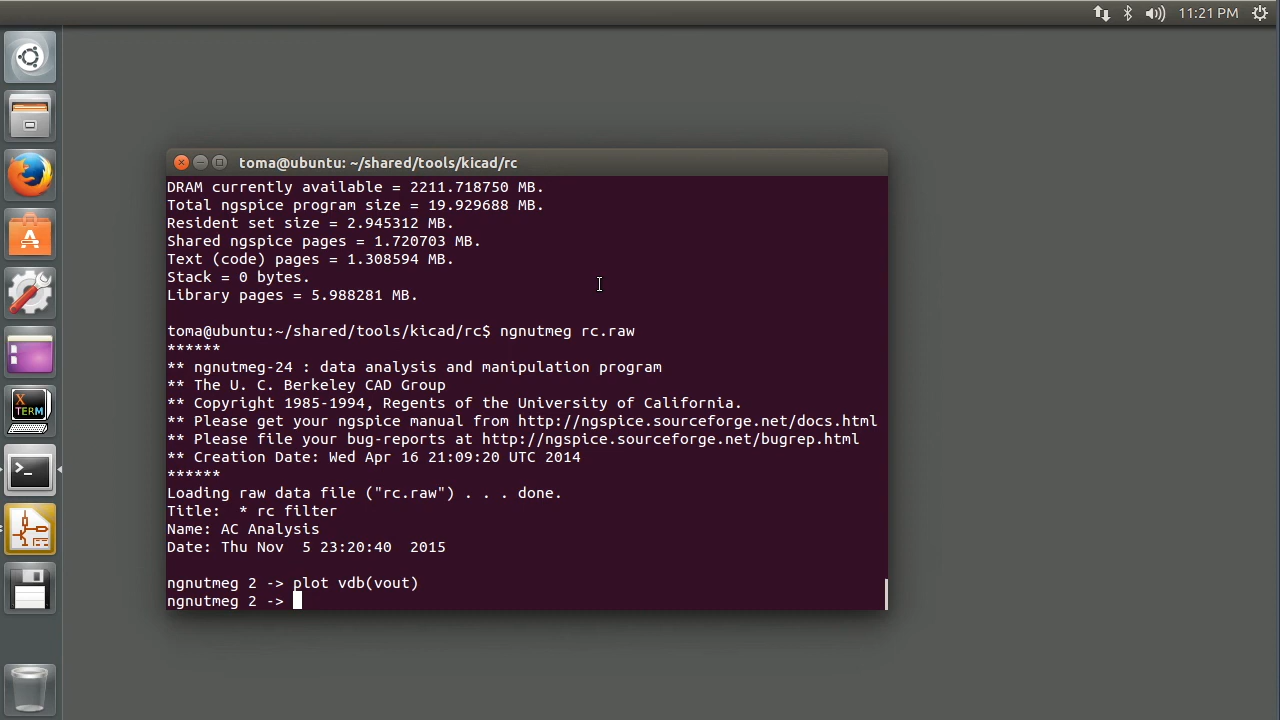 11:21 PM
toma@ubuntu: ~/shared/tools/kicad/rc
DRAM currently available = 2211.718750 MB.
Total ngspice program size = 19.929688 MB.
Resident set size = 2.945312 MB.
Shared ngspice pages = 1.720703 MB.
Text (code) pages = 1.308594 MB.
Stack = 0 bytes.
Library pages = 5.988281 MB.
toma@ubuntu:~/shared/tools/kicad/rc$ ngnutmeg rc.raw
******
** ngnutmeg-24 : data analysis and manipulation program
** The U. C. Berkeley CAD Group
** Copyright 1985-1994, Regents of the University of California.
** Please get your ngspice manual from http://ngspice.sourceforge.net/docs.html
** Please file your bug-reports at http://ngspice.sourceforge.net/bugrep.html
** Creation Date: Wed Apr 16 21:09:20 UTC 2014
******
Loading raw data file ("rc.raw") . . . done.
Title:  * rc filter
Name: AC Analysis
Date: Thu Nov  5 23:20:40  2015
ngnutmeg 2 -> plot vdb(vout)
ngnutmeg 2 ->
X
TERM
>_